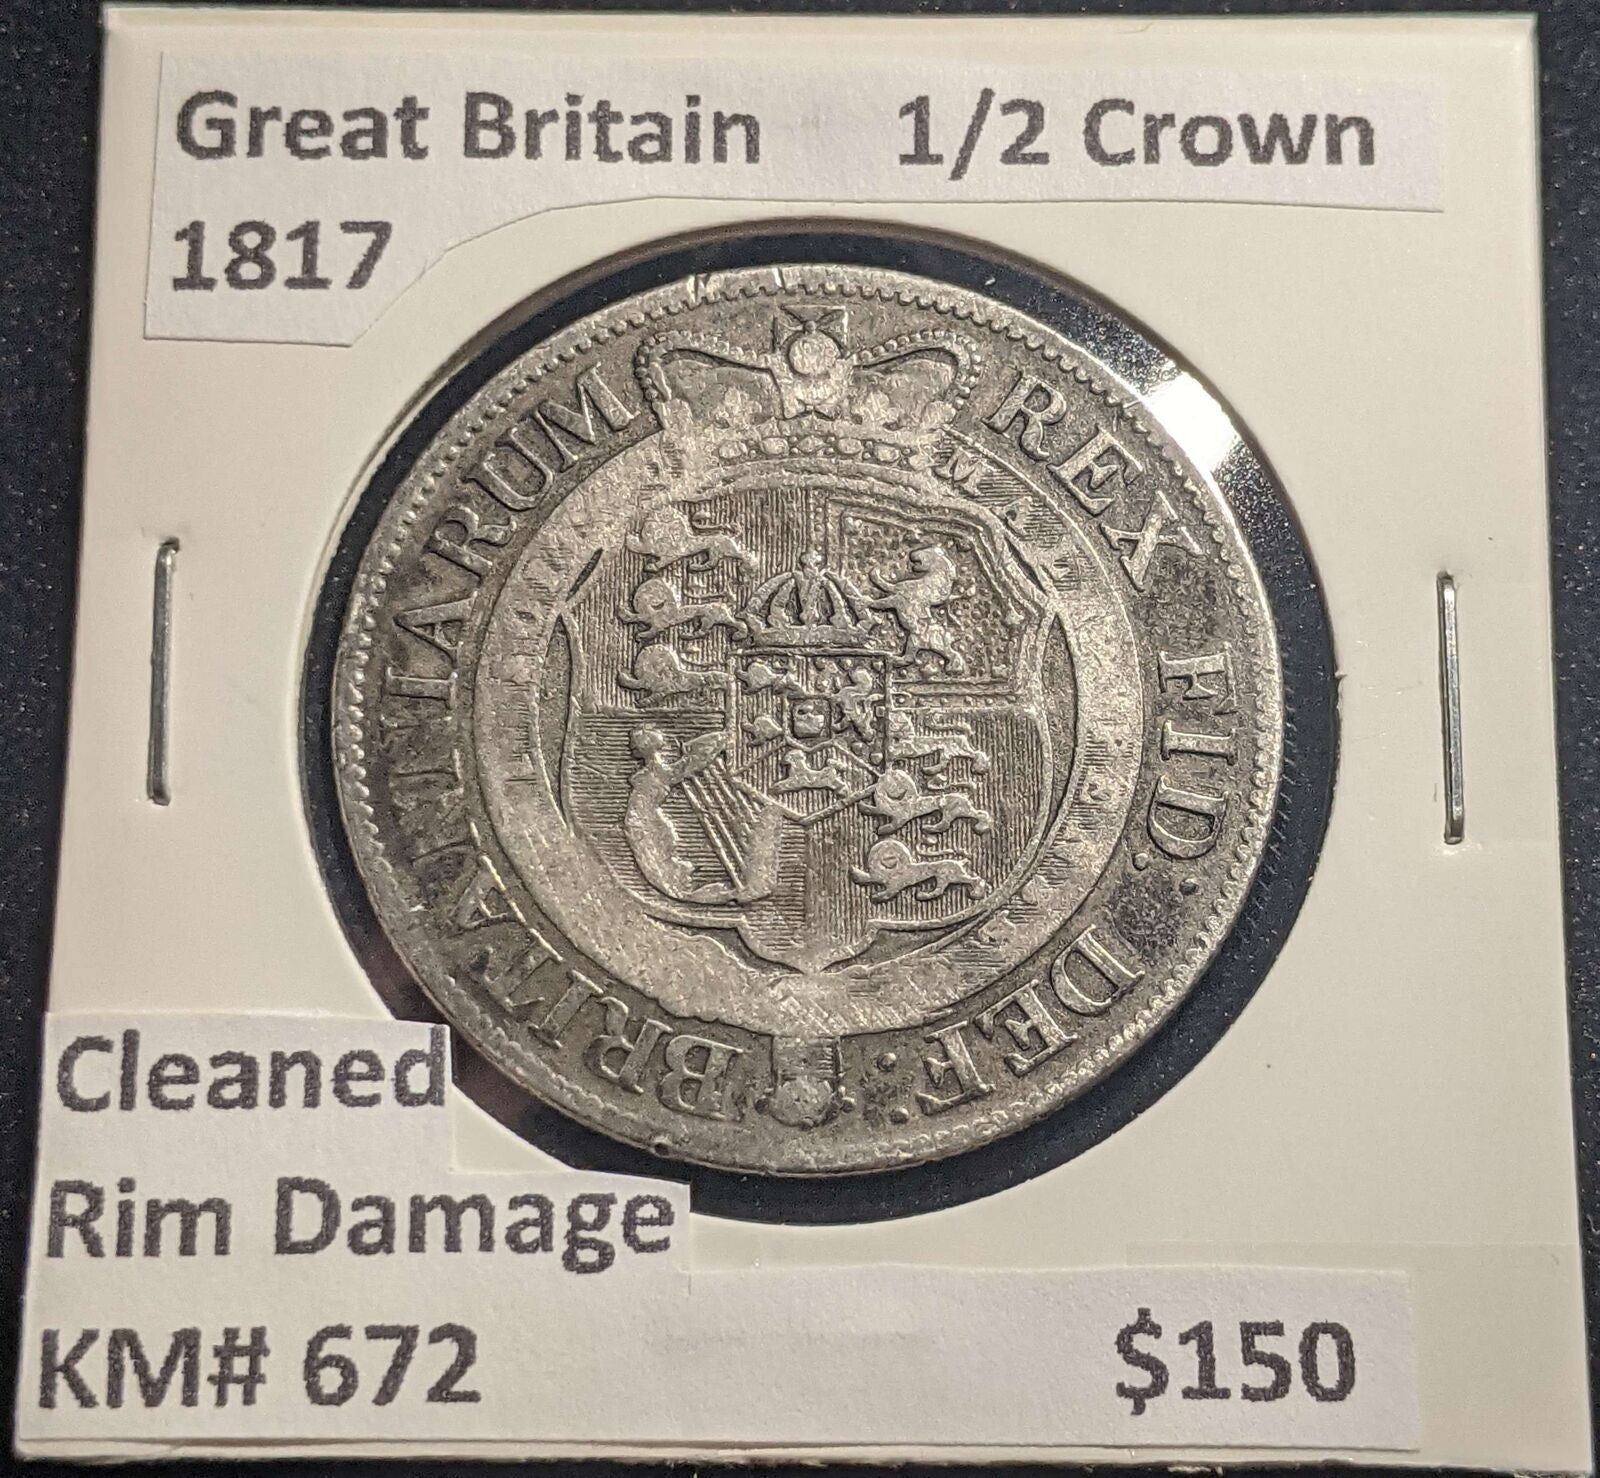 Great Britain 1/2 Crown
1817
BRITANNIARUM REX FID: DEF:
Cleaned
Rim Damage
KM# 672
$150